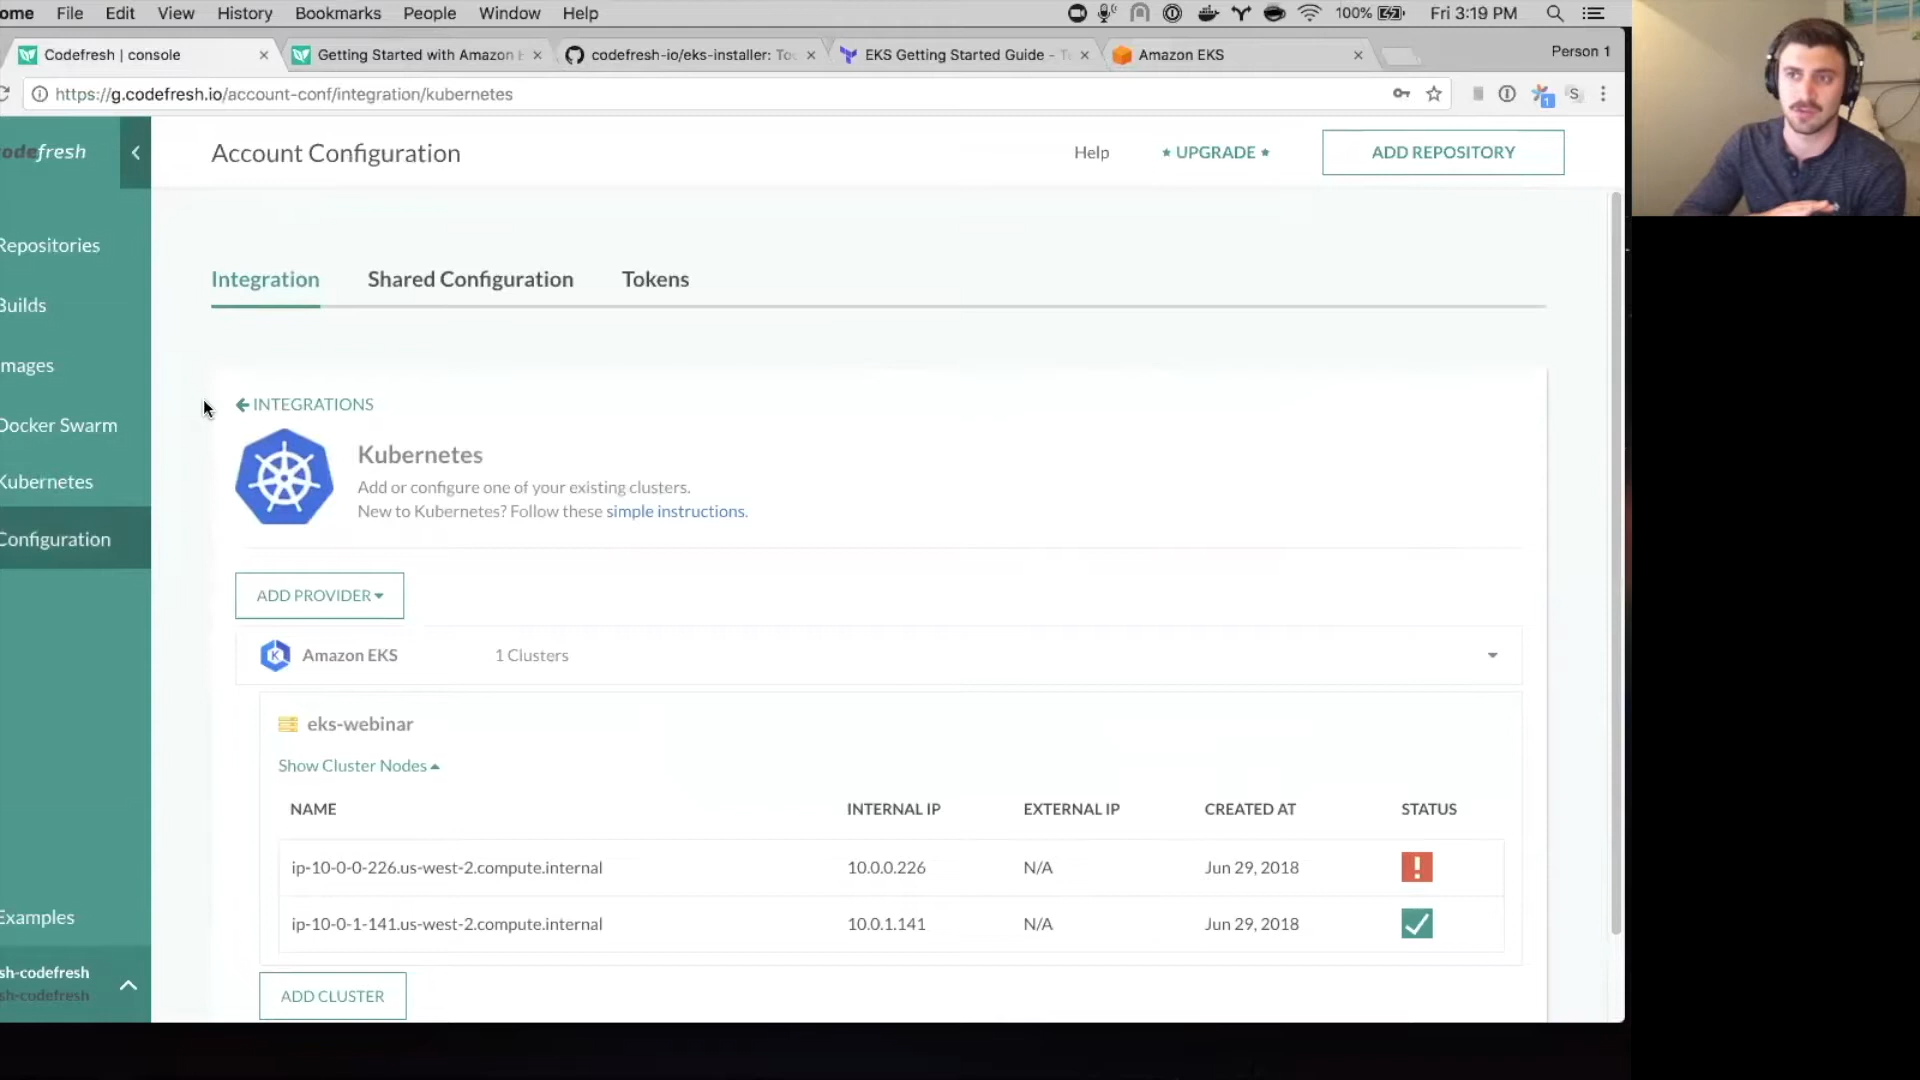 ome File Edit View History Bookmarks People Window Help 100% Fri 3:19 PM
Codefresh | console Getting Started with Amazon codefresh-io/eks-installer: To EKS Getting Started Guide - Amazon EKS Person 1
https://g.codefresh.io/account-conf/integration/kubernetes
odefresh
Account Configuration
Help
UPGRADE
ADD REPOSITORY
Repositories
Builds
mages
Docker Swarm
Kubernetes
Configuration
Examples
sh-codefresh
sh-codefresh
Integration Shared Configuration Tokens
INTEGRATIONS
Kubernetes
Add or configure one of your existing clusters.
New to Kubernetes? Follow these simple instructions.
ADD PROVIDER
Amazon EKS 1 Clusters
eks-webinar
Show Cluster Nodes
NAME INTERNAL IP EXTERNAL IP CREATED AT STATUS
ip-10-0-0-226.us-west-2.compute.internal 10.0.0.226 N/A Jun 29, 2018
ip-10-0-1-141.us-west-2.compute.internal 10.0.1.141 N/A Jun 29, 2018
ADD CLUSTER